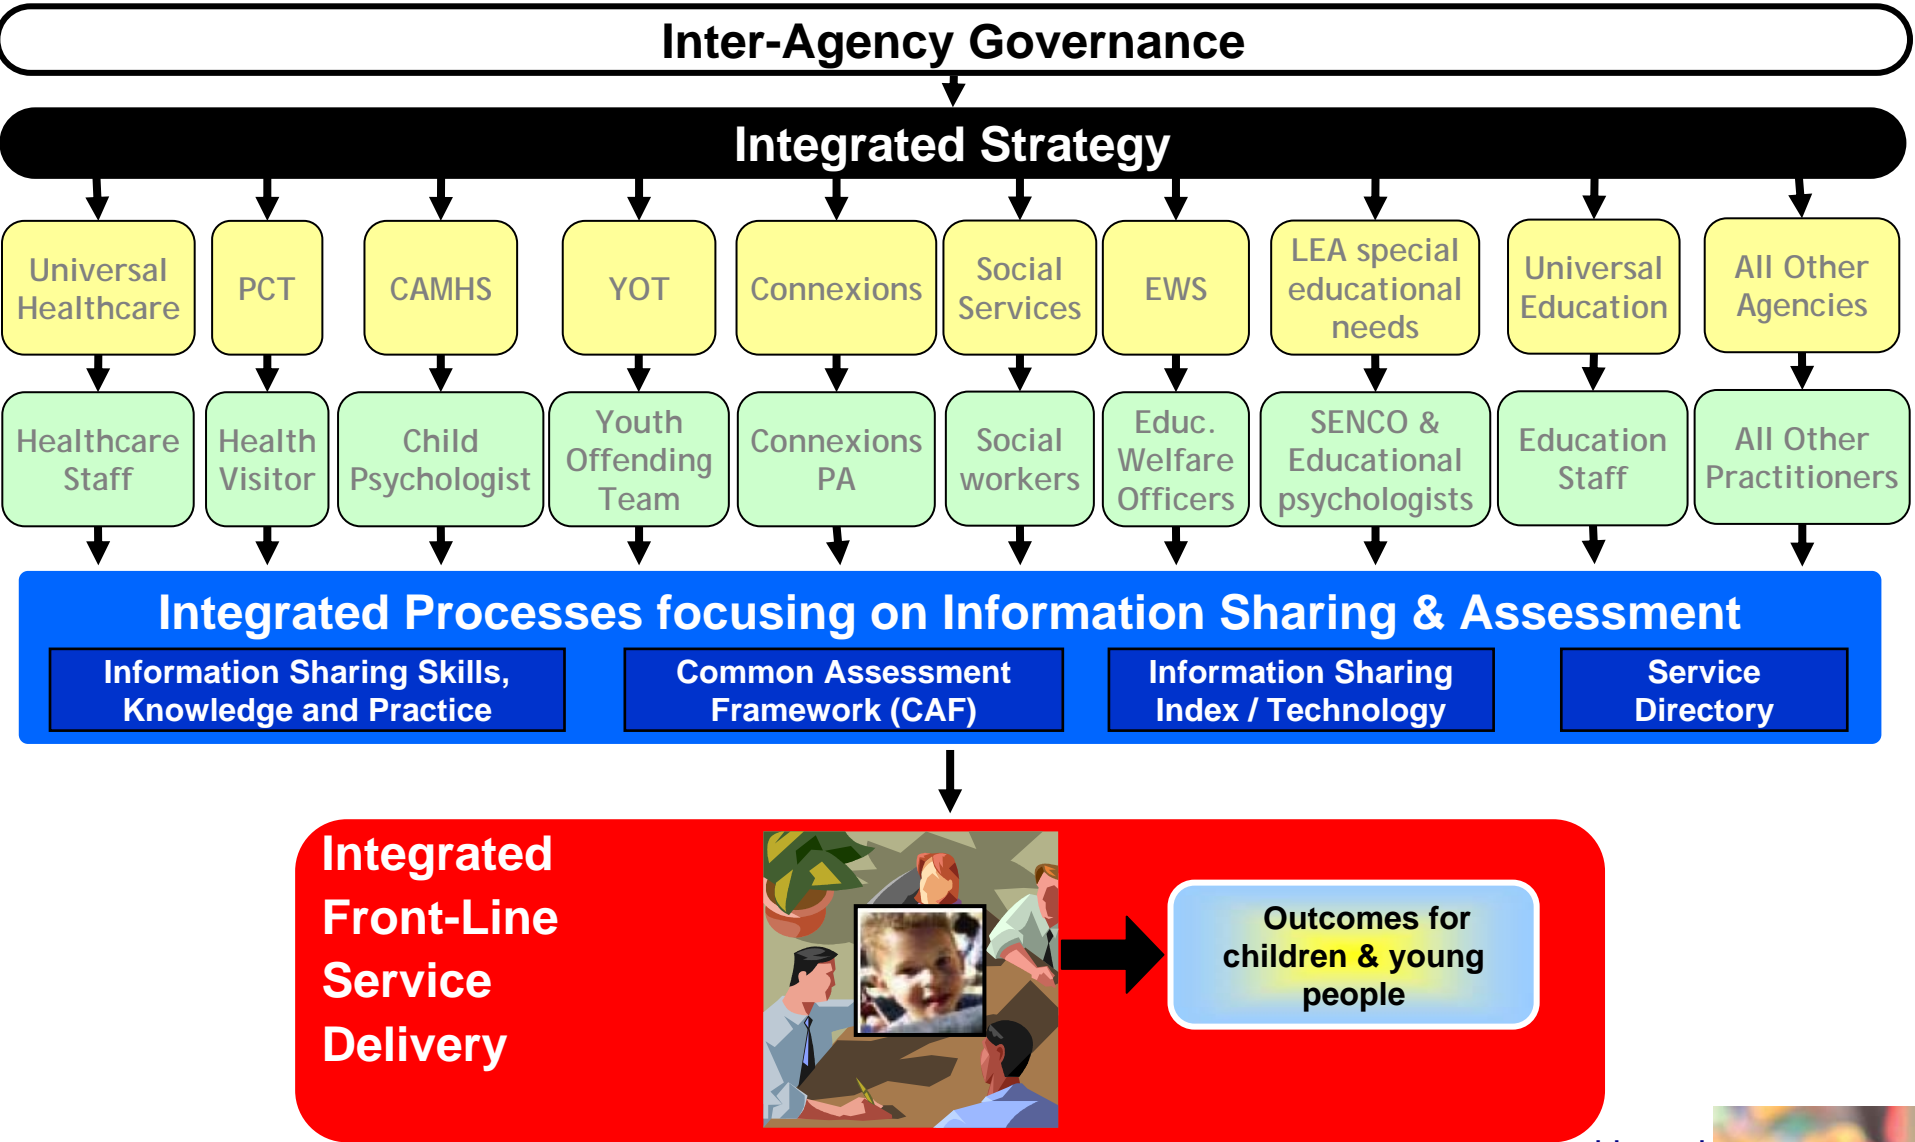 Inter-Agency Governance
Integrated Strategy
Universal
Healthcare
PCT
CAMHS
YOT
Connexions
Social
Services
EWS
LEA special
educational
needs
Universal
Education
All Other
Agencies
Healthcare
Staff
Health
Visitor
Child
Psychologist
Youth
Offending
Team
Connexions
PA
Social
workers
Educ.
Welfare
Officers
SENCO &
Educational
psychologists
Education
Staff
All Other
Practitioners
Integrated Processes focusing on Information Sharing & Assessment
Information Sharing Skills,
Knowledge and Practice
Common Assessment
Framework (CAF)
Information Sharing
Index / Technology
Service
Directory
Integrated
Front-Line
Service
Delivery
Outcomes for
children & young
people